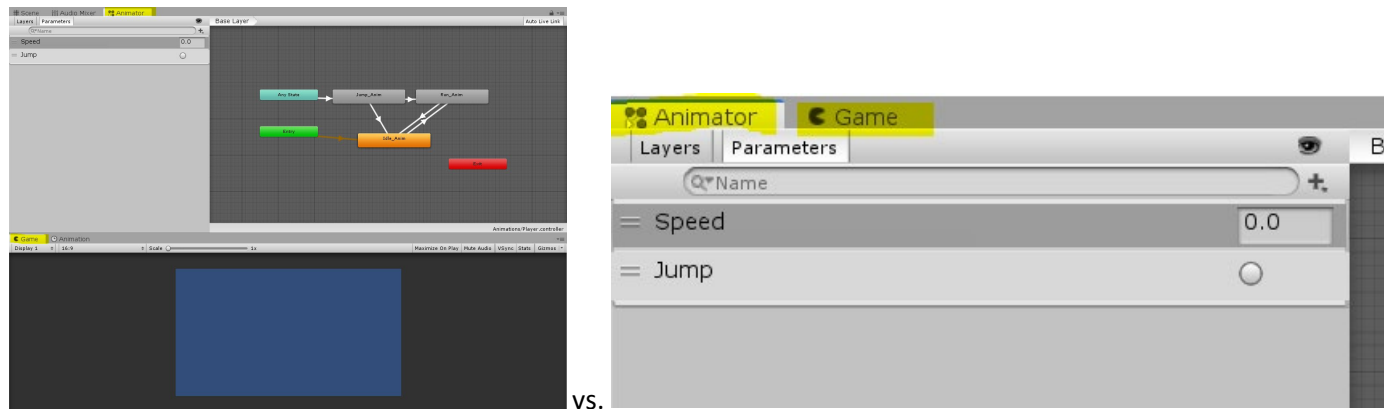 Scene Audio Mixer Animator
Layers Parameters Base Layer Auto Live Link
Name
Speed 0.0
Jump
Any State Jump_Anim Run_Anim
Entry Idle_Anim
Exit
Animations/Player.controller
Game Animation
Display 1 16:9 Scale 1x Maximize On Play Mute Audio VSync Stats Gizmos
vs.
Animator Game
Layers Parameters B
Name
Speed 0.0
Jump